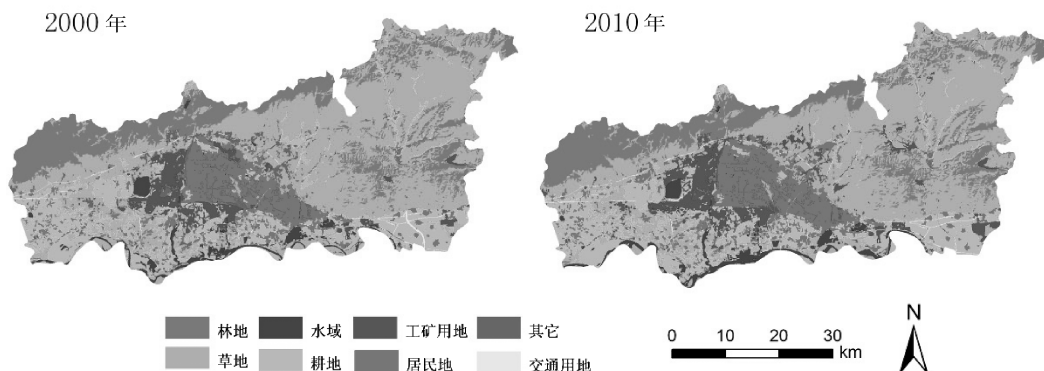 2000 年
2010 年
林地 水域 工矿用地 其它
草地 耕地 居民地 交通用地
0 10 20 30
km
N